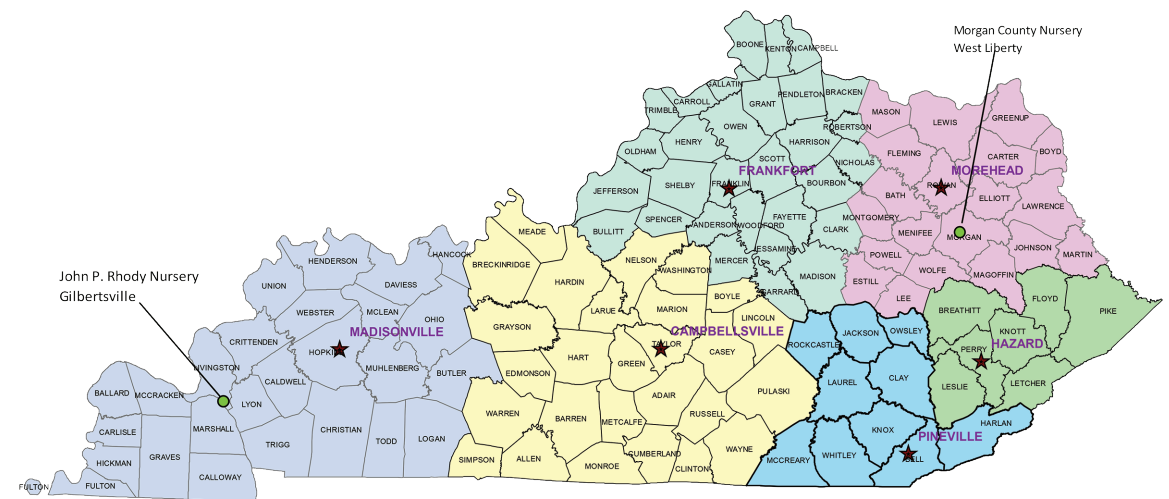 Morgan County Nursery
West Liberty
BOONE
KENTON
CAMPBELL
GALLATIN
PENDLETON
BRACKEN
CARROLL
GRANT
TRIMBLE
MASON
LEWIS
GREENUP
OWEN
ROBERTSON
HENRY
HARRISON
OLDHAM
FLEMING
BOYD
SCOTT
NICHOLAS
CARTER
FRANKFORT
MOREHEAD
JEFFERSON
SHELBY
FRANKLIN
BOURBON
ROWAN
BATH
ELLIOTT
LAWRENCE
SPENCER
ANDERSON
WOODFORD
FAYETTE
MONTGOMERY
BULLITT
CLARK
MENIFEE
MORGAN
MEADE
HANCOCK
JESSAMINE
JOHNSON
HENDERSON
BRECKINRIDGE
NELSON
WASHINGTON
MERCER
MADISON
POWELL
WOLFE
MAGOFFIN
MARTIN
John P. Rhody Nursery
Gilbertsville
UNION
DAVIESS
HARDIN
GARRARD
ESTILL
LEE
BOYLE
FLOYD
WEBSTER
MCLEAN
OHIO
LARUE
MARION
LINCOLN
BREATHITT
PIKE
MADISONVILLE
GRAYSON
CAMPBELLSVILLE
JACKSON
OWSLEY
KNOTT
CRITTENDEN
HOPKINS
TAYLOR
ROCKCASTLE
PERRY
HAZARD
HART
GREEN
CASEY
LIVINGSTON
MUHLENBERG
BUTLER
EDMONSON
CALDWELL
LAUREL
CLAY
LESLIE
LETCHER
BALLARD
MCCRACKEN
LYON
ADAIR
PULASKI
WARREN
BARREN
METCALFE
RUSSELL
CARLISLE
MARSHALL
CHRISTIAN
TODD
LOGAN
KNOX
PINEVILLE
HARLAN
TRIGG
HICKMAN
GRAVES
CALLOWAY
SIMPSON
ALLEN
MONROE
CUMBERLAND
CLINTON
WAYNE
MCCREARY
WHITLEY
BELL
FULTON
FULTON